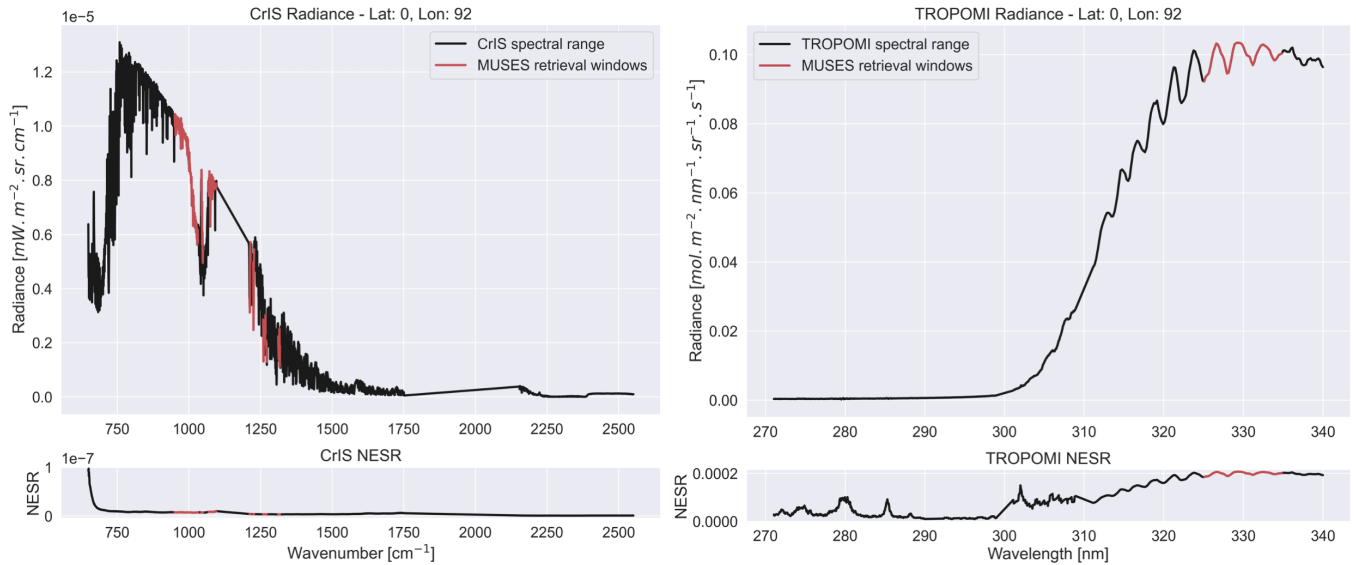 CrIS Radiance - Lat: 0, Lon: 92
1e−5
CrIS spectral range
MUSES retrieval windows
Radiance [mW. m⁻². sr. cm⁻¹]
1.2
1.0
0.8
0.6
0.4
0.2
0.0
750 1000 1250 1500 1750 2000 2250 2500
CrIS NESR
1e−7
NESR
1
0
750 1000 1250 1500 1750 2000 2250 2500
Wavenumber [cm⁻¹]
TROPOMI Radiance - Lat: 0, Lon: 92
TROPOMI spectral range
MUSES retrieval windows
Radiance [mol. m⁻². nm⁻¹. sr⁻¹. s⁻¹]
0.10
0.08
0.06
0.04
0.02
0.00
270 280 290 300 310 320 330 340
TROPOMI NESR
NESR
0.0002
0.0000
270 280 290 300 310 320 330 340
Wavelength [nm]